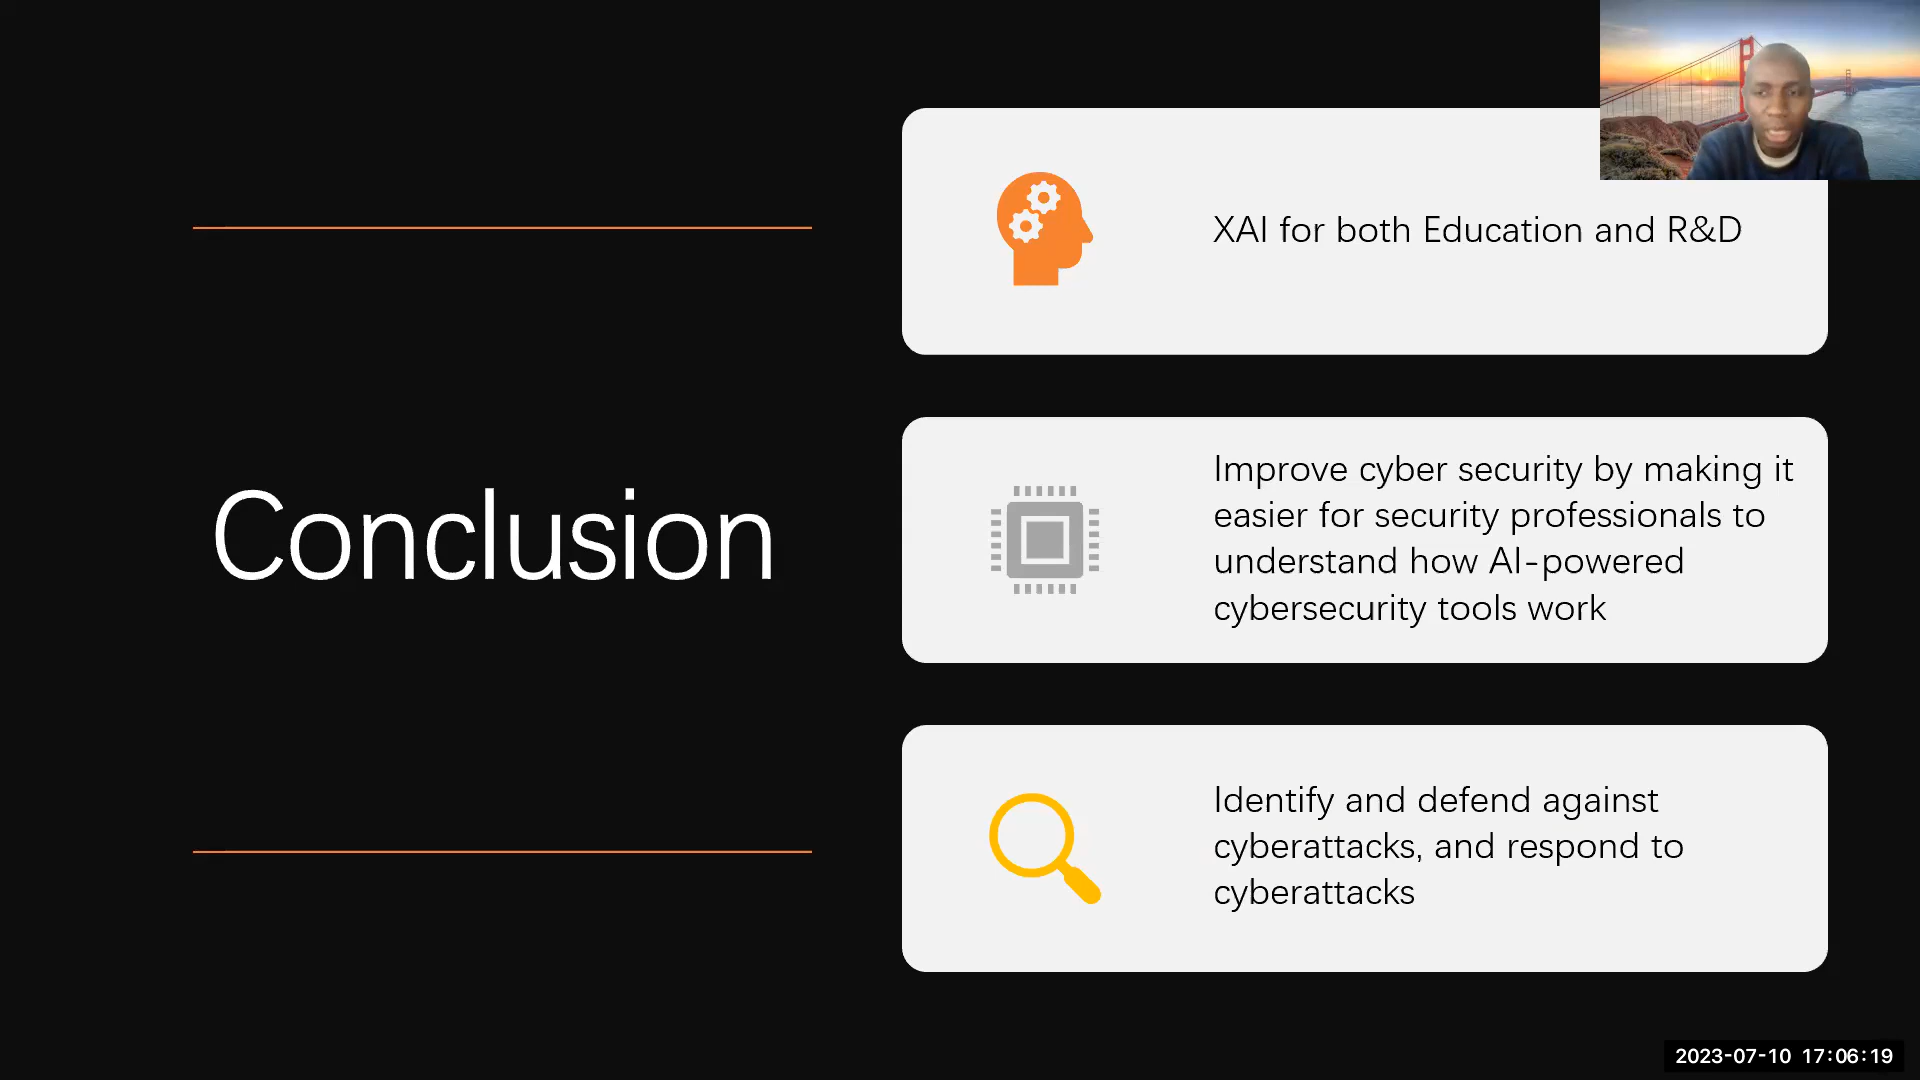 Conclusion
XAI for both Education and R&D
Improve cyber security by making it
easier for security professionals to
understand how AI-powered
cybersecurity tools work
Identify and defend against
cyberattacks, and respond to
cyberattacks
2023-07-10 17:06:19